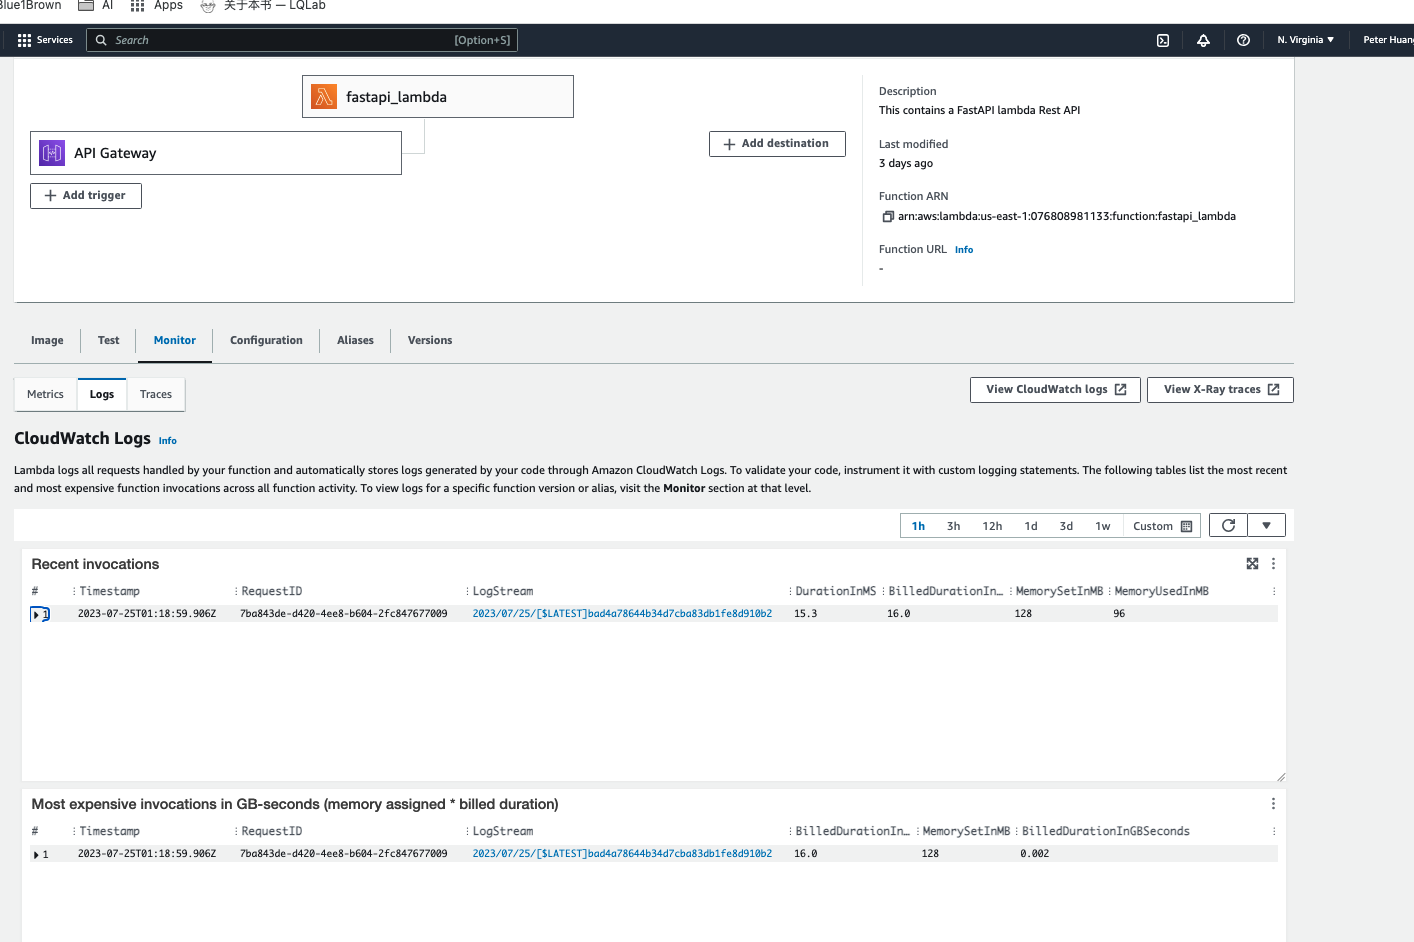 Blue1Brown AI Apps 关于本书 — LQLab
Services Search [Option+S] N. Virginia ▼ Peter Huan
fastapi_lambda
API Gateway
+ Add trigger
+ Add destination
Description
This contains a FastAPI lambda Rest API
Last modified
3 days ago
Function ARN
arn:aws:lambda:us-east-1:076808981133:function:fastapi_lambda
Function URL Info
-
Image Test Monitor Configuration Aliases Versions
Metrics Logs Traces View CloudWatch logs View X-Ray traces
CloudWatch Logs Info
Lambda logs all requests handled by your function and automatically stores logs generated by your code through Amazon CloudWatch Logs. To validate your code, instrument it with custom logging statements. The following tables list the most recent
and most expensive function invocations across all function activity. To view logs for a specific function version or alias, visit the Monitor section at that level.
1h 3h 12h 1d 3d 1w Custom
Recent invocations
# Timestamp RequestID LogStream DurationInMS BilledDurationIn... MemorySetInMB MemoryUsedInMB
1 2023-07-25T01:18:59.906Z 7ba843de-d420-4ee8-b604-2fc847677009 2023/07/25/[$LATEST]bad4a78644b34d7cba83db1fe8d910b2 15.3 16.0 128 96
Most expensive invocations in GB-seconds (memory assigned * billed duration)
# Timestamp RequestID LogStream BilledDurationIn... MemorySetInMB BilledDurationInGBSeconds
1 2023-07-25T01:18:59.906Z 7ba843de-d420-4ee8-b604-2fc847677009 2023/07/25/[$LATEST]bad4a78644b34d7cba83db1fe8d910b2 16.0 128 0.002